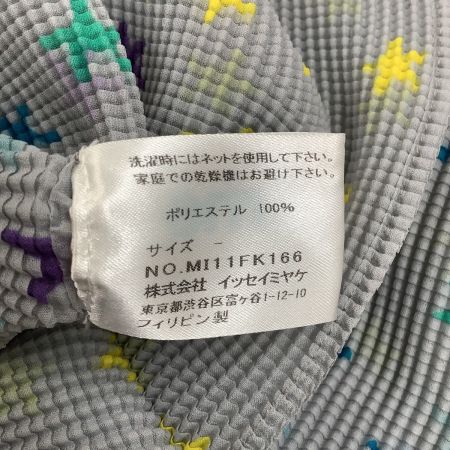 洗濯時にはネットを使用して下さい。
家庭での乾燥機はお避け下さい。
ポリエステル 100%
サイズ -
NO.MI11FK166
株式会社 イッセイミヤケ
東京都渋谷区富ヶ谷1-12-10
フィリピン製